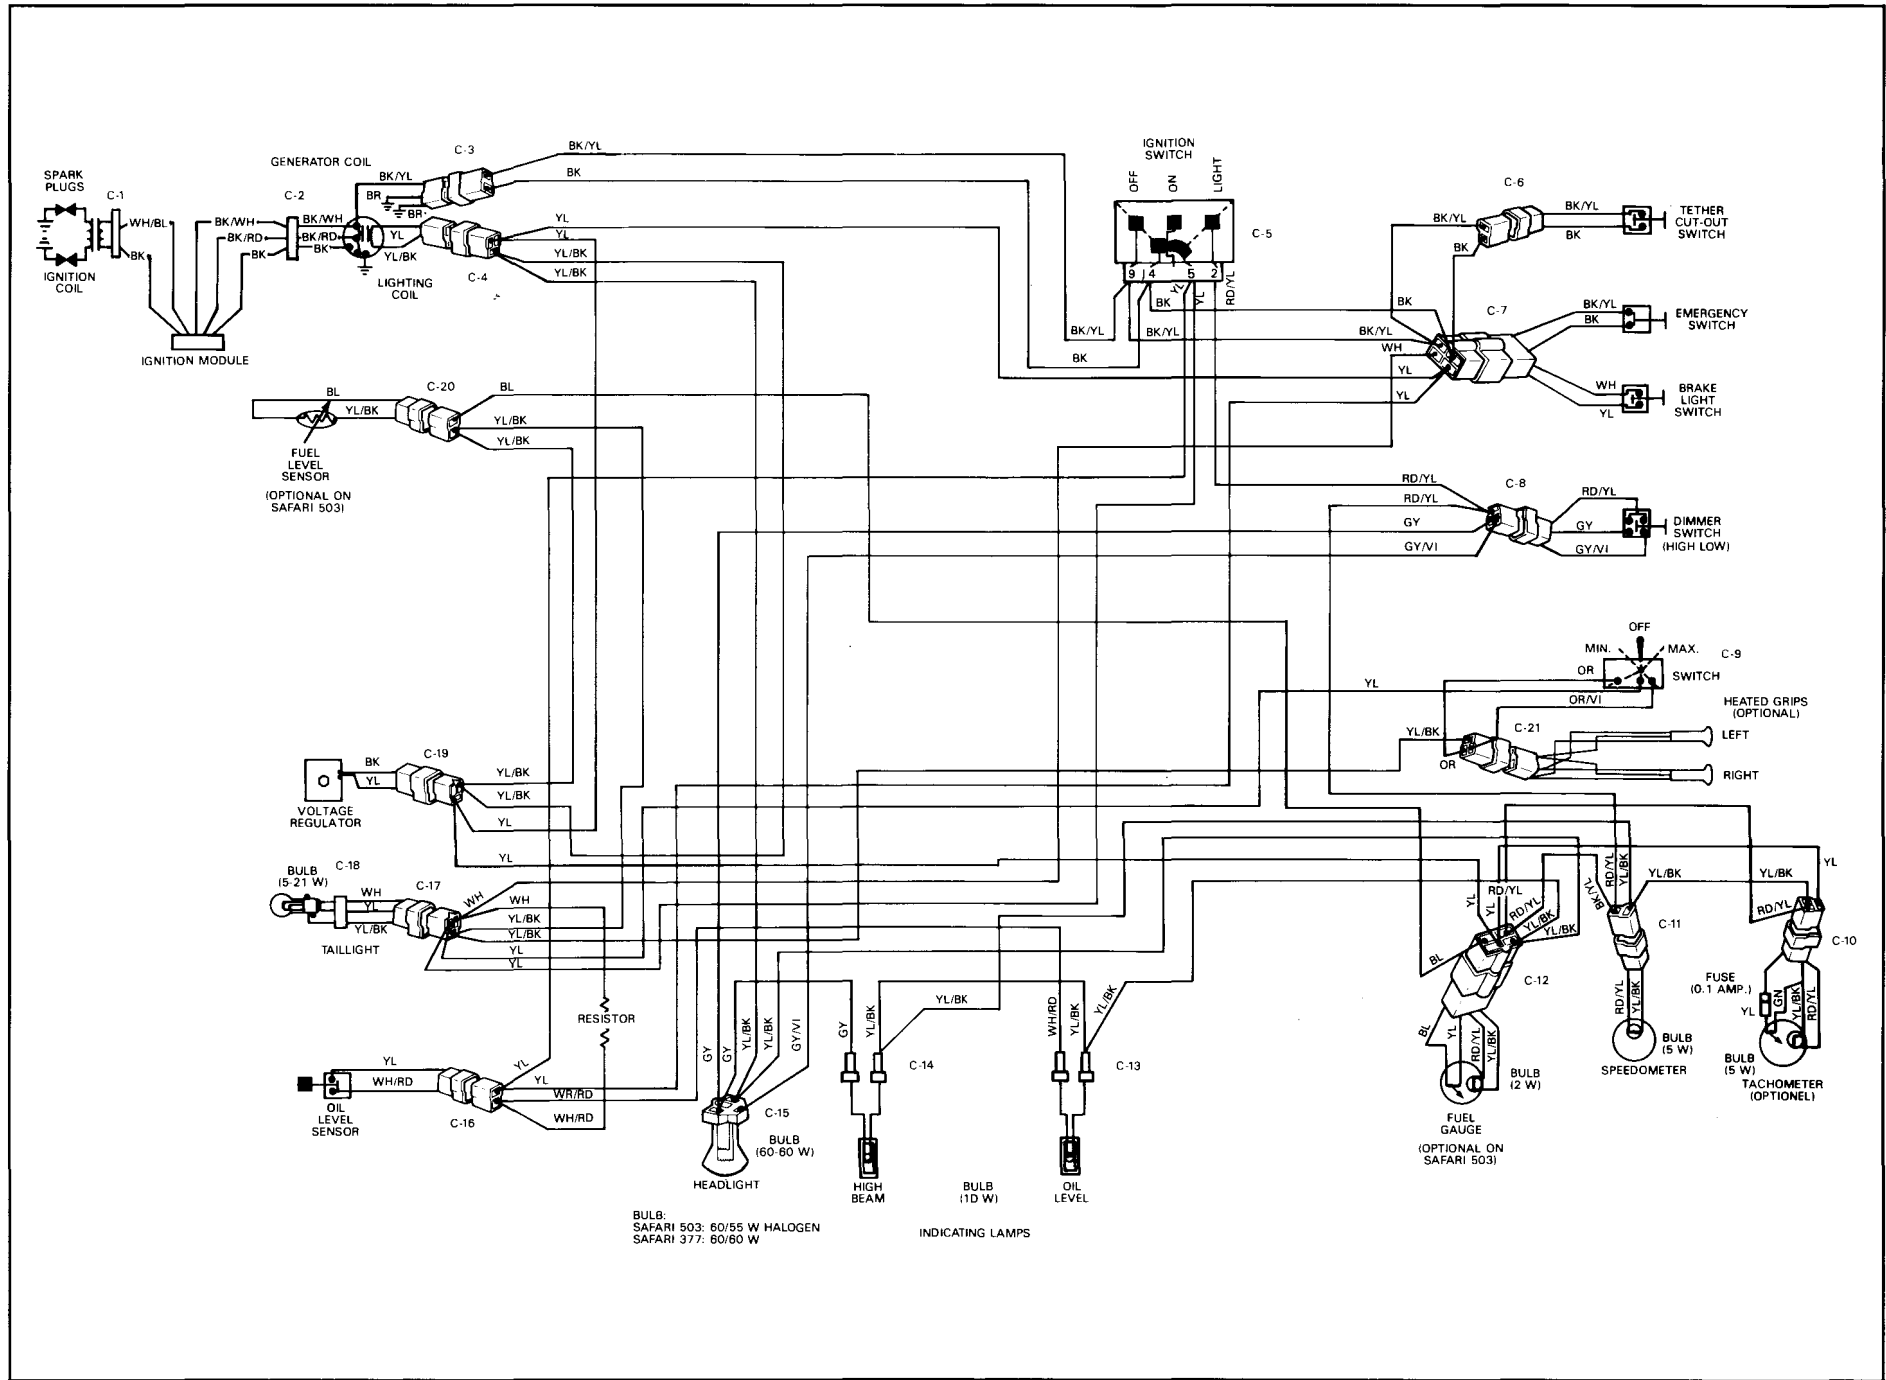 IGNITION
SWITCH
OFF
ON
LIGHT
C-5
9
4
5
2
YL
YL
RD/YL
BK
BK/YL
BK/YL
BK
GENERATOR COIL
C-3
BK/YL
BK
BK/YL
BR
BR
SPARK
PLUGS
C-1
C-2
WH/BL
BK
BK/WH
BK/RD
BK
BK/WH
BK/RD
BK
YL
YL/BK
C-4
YL
YL
YL/BK
YL/BK
IGNITION
COIL
LIGHTING
COIL
IGNITION MODULE
C-6
BK/YL
BK
BK/YL
BK
TETHER
CUT-OUT
SWITCH
C-7
BK
BK/YL
WH
YL
YL
BK/YL
BK
EMERGENCY
SWITCH
WH
YL
BRAKE
LIGHT
SWITCH
C-20
BL
YL/BK
BL
YL/BK
YL/BK
FUEL
LEVEL
SENSOR
(OPTIONAL ON
SAFARI 503)
C-8
RD/YL
RD/YL
GY
GY/VI
RD/YL
GY
GY/VI
DIMMER
SWITCH
(HIGH LOW)
OFF
MIN.
MAX.
C-9
SWITCH
OR
YL
OR/VI
HEATED GRIPS
(OPTIONAL)
YL/BK
C-21
OR
LEFT
RIGHT
C-19
BK
YL
YL/BK
YL/BK
YL
YL
VOLTAGE
REGULATOR
BULB
(5-21 W)
C-18
C-17
WH
YL
YL/BK
WH
WH
YL/BK
YL/BK
YL
YL
TAILLIGHT
RESISTOR
YL
WH/RD
C-16
YL
YL
WR/RD
WH/RD
OIL
LEVEL
SENSOR
GY
GY
YL/BK
YL/BK
GY/VI
C-15
BULB
(60-60 W)
HEADLIGHT
BULB:
SAFARI 503: 60/55 W HALOGEN
SAFARI 377: 60/60 W
GY
YL/BK
YL/BK
C-14
HIGH
BEAM
BULB
(1D W)
WH/RD
YL/BK
YL/BK
C-13
OIL
LEVEL
INDICATING LAMPS
YL
YL
RD/YL
RD/YL
YL/BK
YL/BK
BL
C-12
BL
YL
RD/YL
YL/BK
BULB
(2 W)
FUEL
GAUGE
(OPTIONAL ON
SAFARI 503)
BK/YL
RD/YL
YL/BK
YL/BK
C-11
RD/YL
YL/BK
BULB
(5 W)
SPEEDOMETER
YL/BK
YL
RD/YL
C-10
FUSE
(0.1 AMP.)
YL
GN
YL/BK
RD/YL
BULB
(5 W)
TACHOMETER
(OPTIONEL)